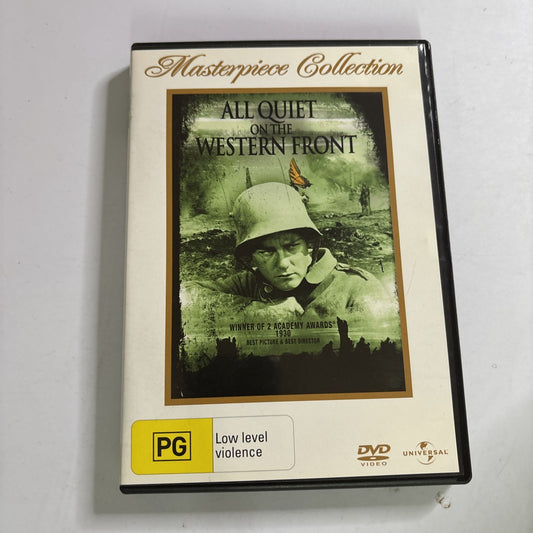 Masterpiece Collection
ALL QUIET
ON THE
WESTERN FRONT
WINNER OF 2 ACADEMY AWARDS®
1930
BEST PICTURE & BEST DIRECTOR
PG
Low level
violence
DVD
VIDEO
UNIVERSAL